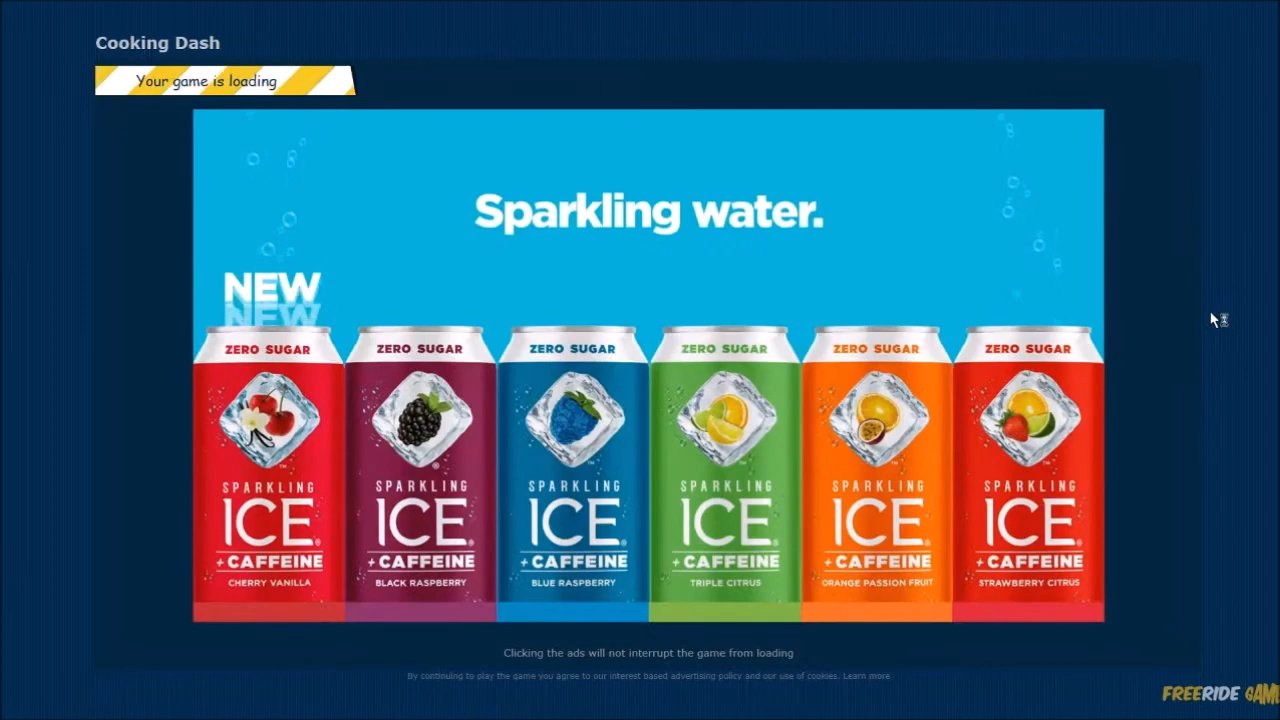 Cooking Dash
Your game is loading
Sparkling water.
NEW
NEW
ZERO SUGAR ZERO SUGAR ZERO SUGAR ZERO SUGAR ZERO SUGAR ZERO SUGAR
SPARKLING SPARKLING SPARKLING SPARKLING SPARKLING SPARKLING
ICE ICE ICE ICE ICE ICE
+ CAFFEINE + CAFFEINE + CAFFEINE + CAFFEINE + CAFFEINE + CAFFEINE
CHERRY VANILLA BLACK RASPBERRY BLUE RASPBERRY TRIPLE CITRUS ORANGE PASSION FRUIT STRAWBERRY CITRUS
Clicking the ads will not interrupt the game from loading
By continuing to play the game you agree to our interest based advertising policy and our use of cookies. Learn more
FREERIDE GAM